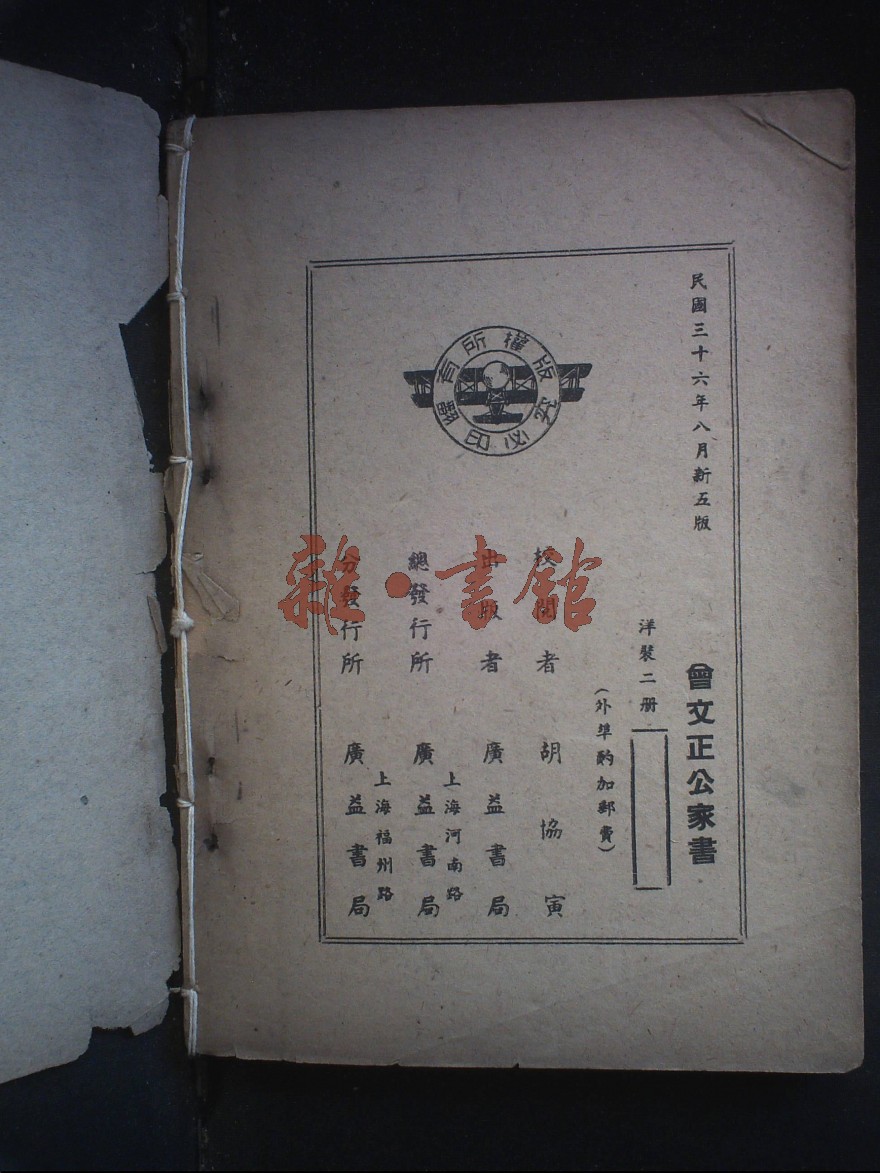 民國三十六年八月新五版
曾文正公家書
洋裝二册
(外埠酌加郵費)
校閱者 胡協寅
出版者 廣益書局
上海河南路
總發行所 廣益書局
上海福州路
分發行所 廣益書局
版權所有
翻印必究
雜·書館